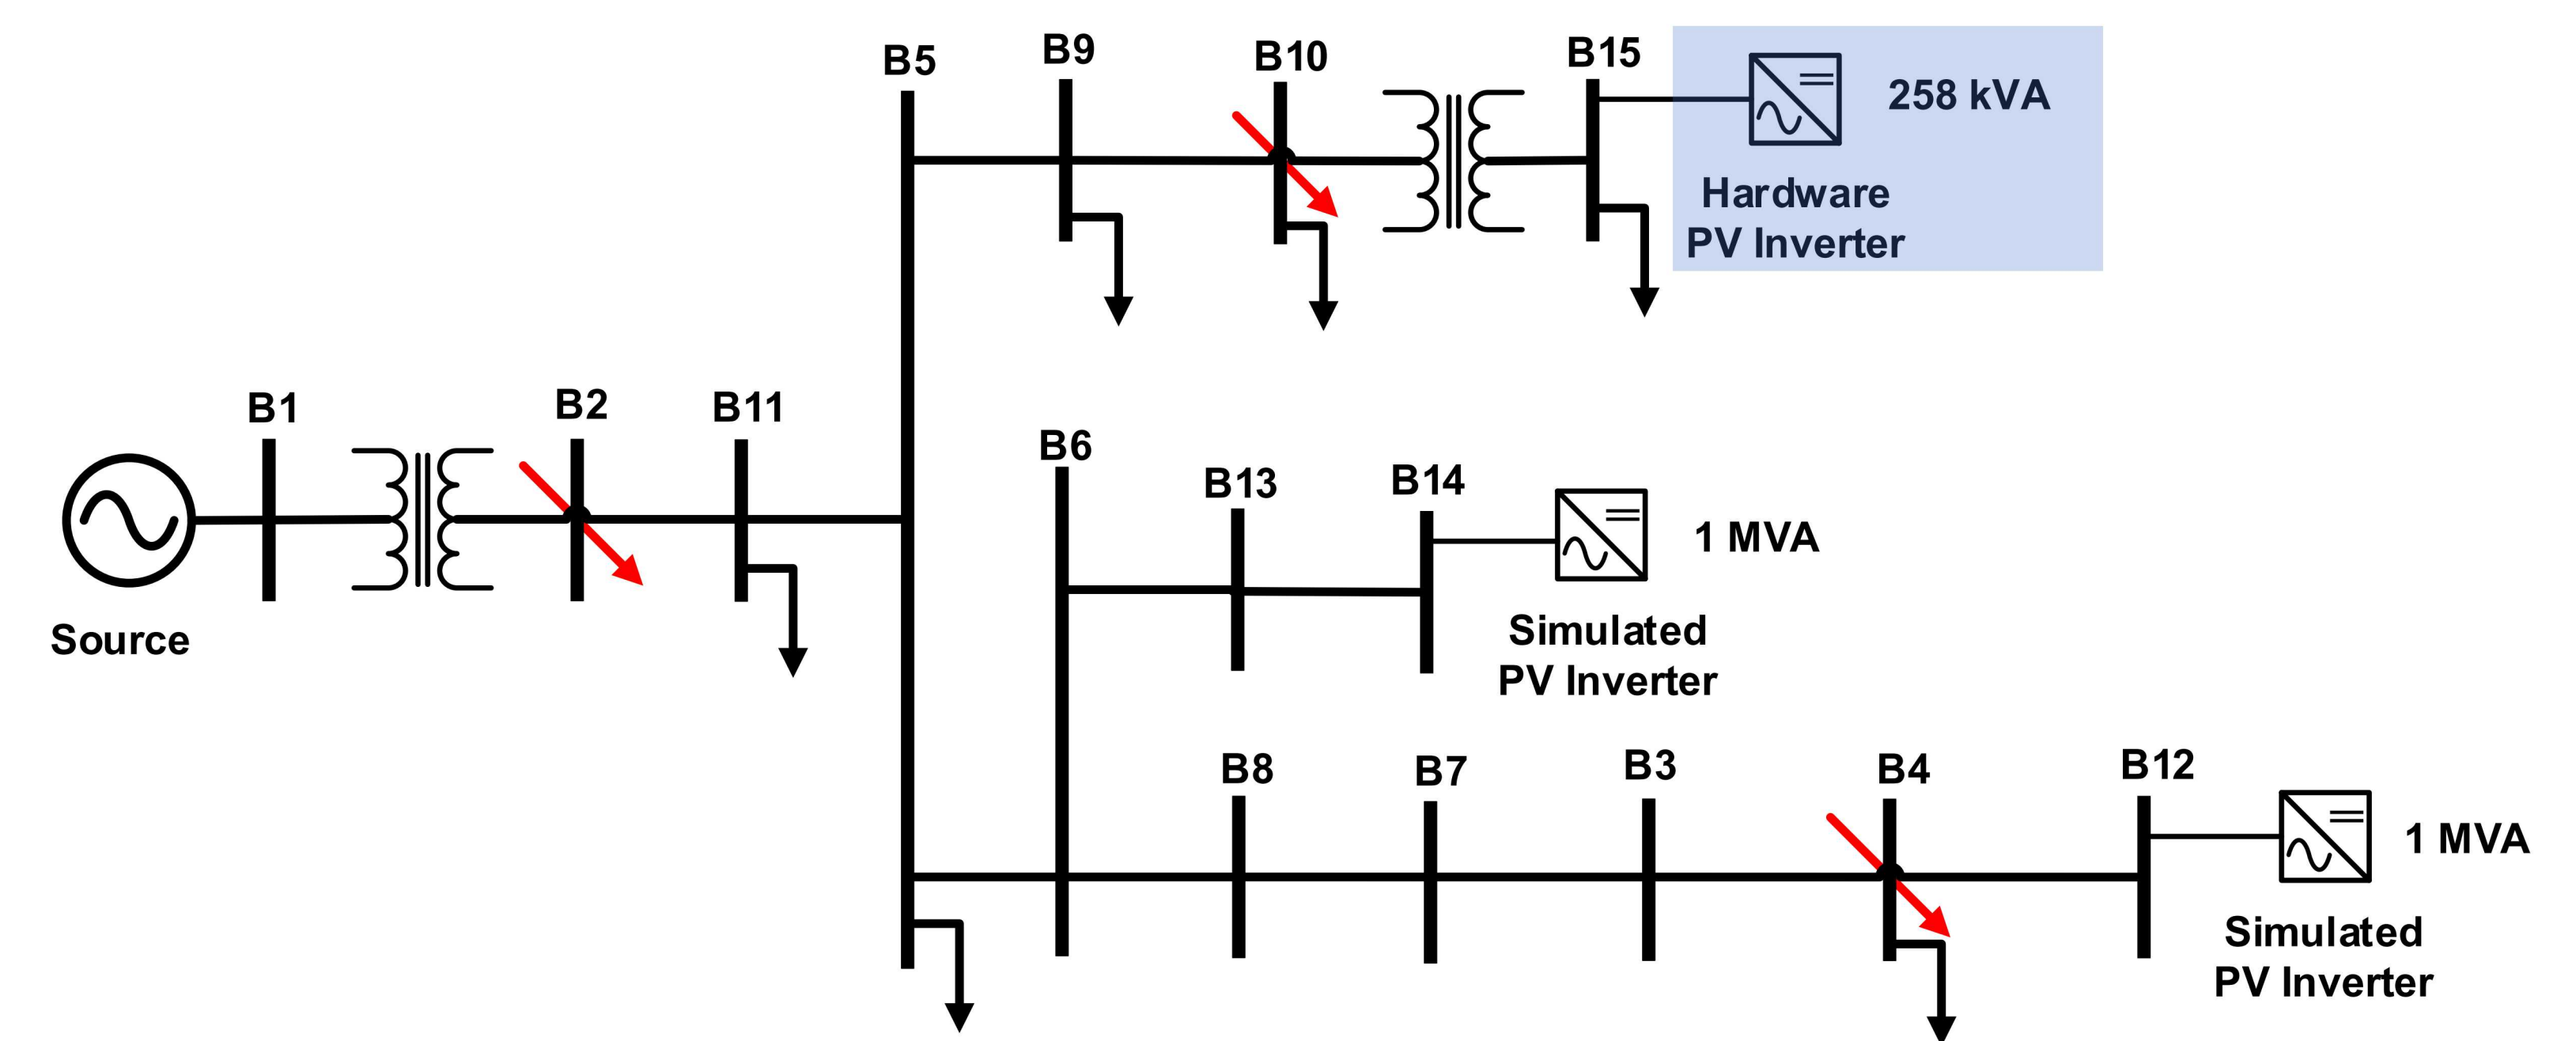 B5
B9
B10
B15
258 kVA
Hardware
PV Inverter
B1
B2
B11
Source
B6
B13
B14
1 MVA
Simulated
PV Inverter
B8
B7
B3
B4
B12
1 MVA
Simulated
PV Inverter